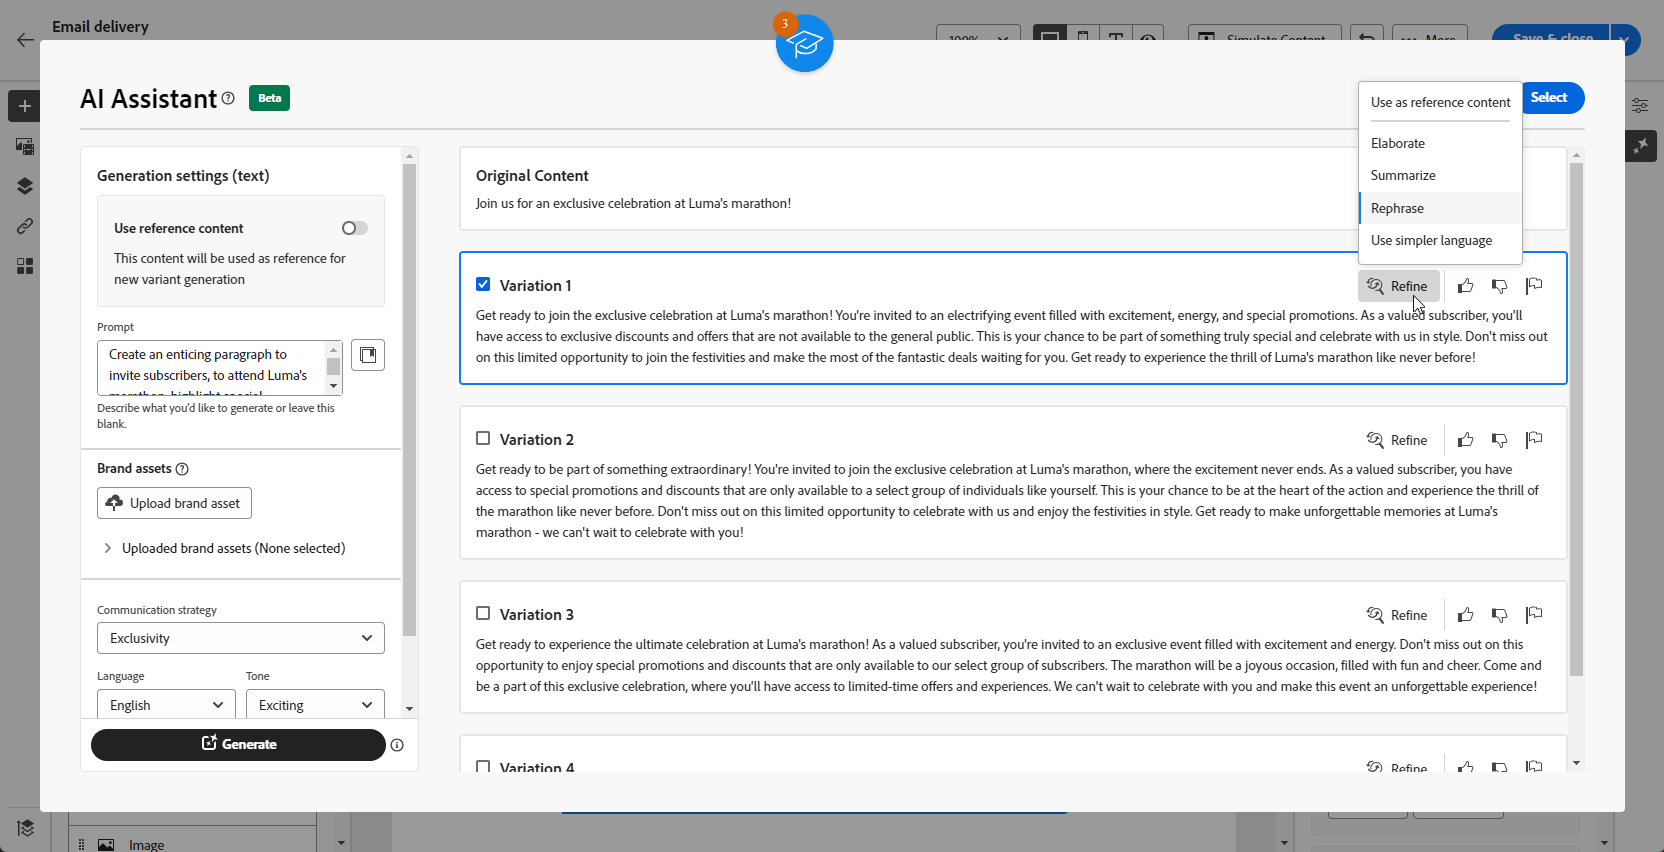 Email delivery
3
100%
Simulate Content
More
Save & close
AI Assistant
Beta
Select
Use as reference content
Elaborate
Summarize
Rephrase
Use simpler language
Generation settings (text)
Use reference content
This content will be used as reference for
new variant generation
Prompt
Create an enticing paragraph to
invite subscribers, to attend Luma's
marathon, highlight special
Describe what you'd like to generate or leave this
blank.
Brand assets
Upload brand asset
Uploaded brand assets (None selected)
Communication strategy
Exclusivity
Language
Tone
English
Exciting
Generate
Original Content
Join us for an exclusive celebration at Luma's marathon!
Variation 1
Refine
Get ready to join the exclusive celebration at Luma's marathon! You're invited to an electrifying event filled with excitement, energy, and special promotions. As a valued subscriber, you'll
have access to exclusive discounts and offers that are not available to the general public. This is your chance to be part of something truly special and celebrate with us in style. Don't miss out
on this limited opportunity to join the festivities and make the most of the fantastic deals waiting for you. Get ready to experience the thrill of Luma's marathon like never before!
Variation 2
Refine
Get ready to be part of something extraordinary! You're invited to join the exclusive celebration at Luma's marathon, where the excitement never ends. As a valued subscriber, you have
access to special promotions and discounts that are only available to a select group of individuals like yourself. This is your chance to be at the heart of the action and experience the thrill of
the marathon like never before. Don't miss out on this limited opportunity to celebrate with us and enjoy the festivities in style. Get ready to make unforgettable memories at Luma's
marathon - we can't wait to celebrate with you!
Variation 3
Refine
Get ready to experience the ultimate celebration at Luma's marathon! As a valued subscriber, you're invited to an exclusive event filled with excitement and energy. Don't miss out on this
opportunity to enjoy special promotions and discounts that are only available to our select group of subscribers. The marathon will be a joyous occasion, filled with fun and cheer. Come and
be a part of this exclusive celebration, where you'll have access to limited-time offers and experiences. We can't wait to celebrate with you and make this event an unforgettable experience!
Variation 4
Refine
Image